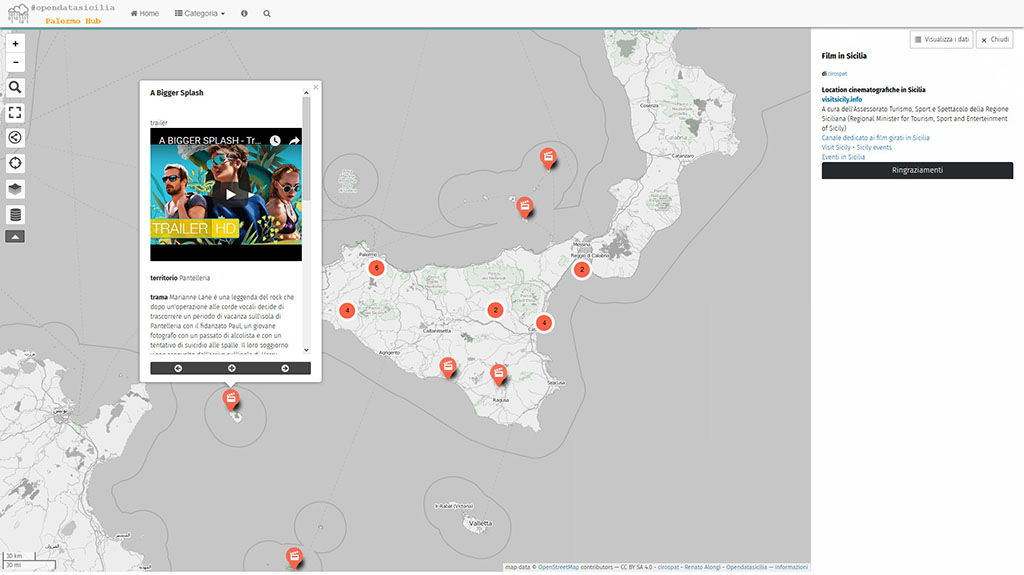 #opendatasicilia
Palermo Hub
Home
Categoria
Visualizza i dati
Chiudi
Film in Sicilia
di cirospat
Location cinematografiche in Sicilia
visitsicily.info
A cura dell'Assessorato Turismo, Sport e Spettacolo della Regione
Siciliana (Regional Minister for Tourism, Sport and Enterteinment
of Sicily)
Canale dedicato ai film girati in Sicilia
Visit Sicily - Sicily events
Eventi in Sicilia
Ringraziamenti
A Bigger Splash
trailer
A BIGGER SPLASH - Tr...
TRAILER HD
territorio Pantelleria
trama Marianne Lane é una leggenda del rock che
dopo un'operazione alle corde vocali decide di
trascorrere un periodo di vacanza sull'isola di
Pantelleria con il fidanzato Paul, un giovane
fotografo con un passato di alcolista e con un
tentativo di suicidio alle spalle. Il loro soggiorno
Cosenza
Calabria
Catanzaro
Messina
Reggio di Calabria
Palermo
6
2
4
2
4
Caltanissetta
Agrigento
Siracusa
Ragusa
Ir-Rabat (Victoria)
Valletta
تونس
30 km
30 mi
map data © OpenStreetMap contributors — CC BY SA 4.0 - cirospat - Renato Alongi - Opendatasicilia — Informazioni